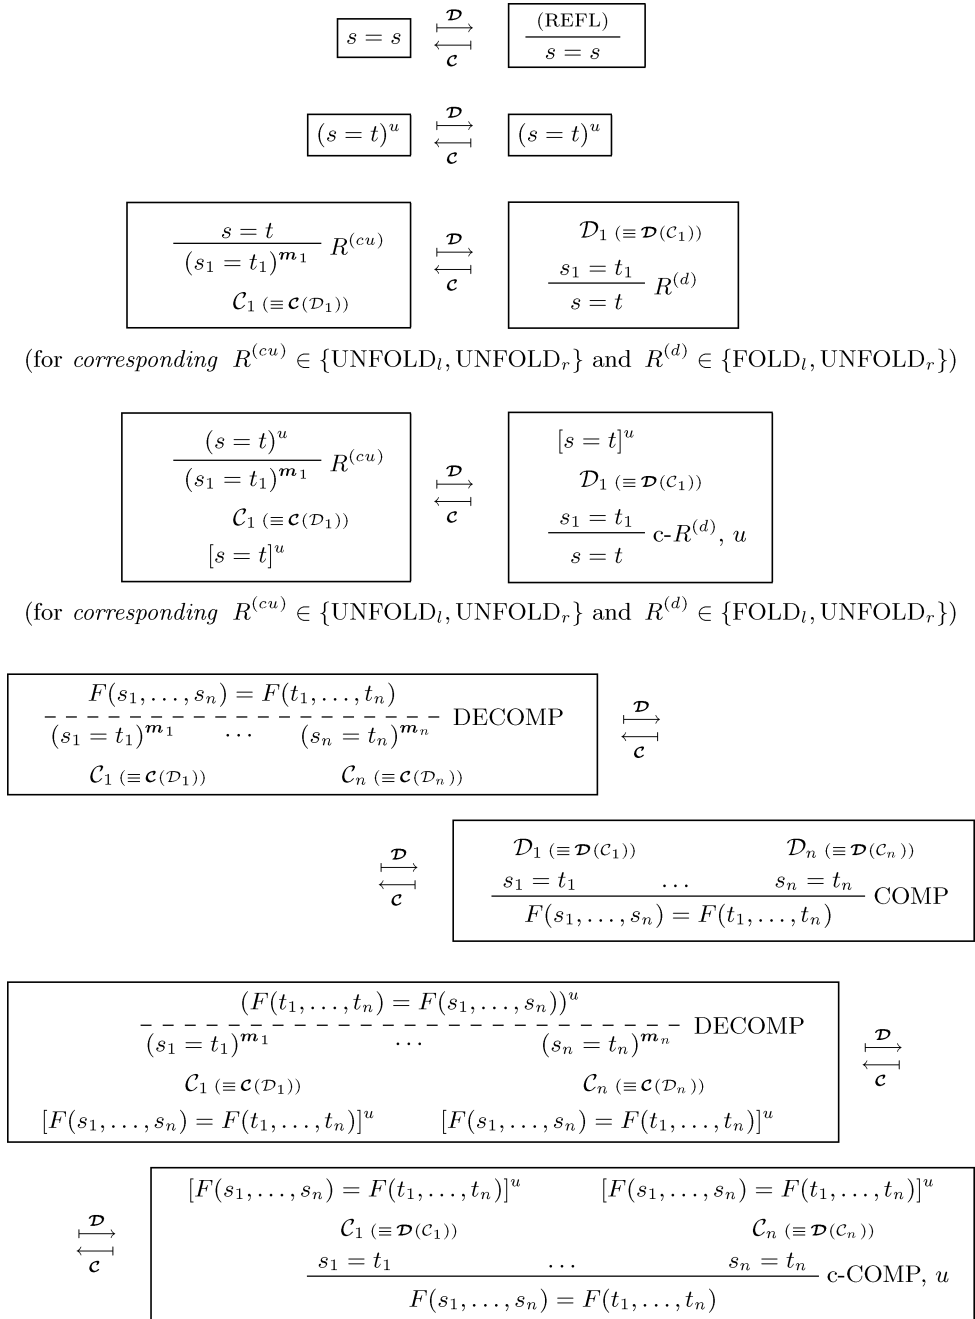 𝓓
s = s (REFL)
𝓒 s = s
𝓓
(s = t)^u (s = t)^u
𝓒
s = t R^(cu) 𝓓 𝒟_1 (≡ 𝓓(𝒞_1))
(s_1 = t_1)^{m_1} s_1 = t_1 R^(d)
𝒞_1 (≡ 𝓒(𝒟_1)) 𝓒 s = t
(for corresponding R^(cu) ∈ {UNFOLD_l, UNFOLD_r} and R^(d) ∈ {FOLD_l, UNFOLD_r})
(s = t)^u R^(cu) [s = t]^u
(s_1 = t_1)^{m_1} 𝓓 𝒟_1 (≡ 𝓓(𝒞_1))
𝒞_1 (≡ 𝓒(𝒟_1)) 𝓒 s_1 = t_1 c-R^(d), u
[s = t]^u s = t
(for corresponding R^(cu) ∈ {UNFOLD_l, UNFOLD_r} and R^(d) ∈ {FOLD_l, UNFOLD_r})
F(s_1, . . . , s_n) = F(t_1, . . . , t_n) DECOMP 𝓓
(s_1 = t_1)^{m_1} . . . (s_n = t_n)^{m_n} 𝓒
𝒞_1 (≡ 𝓒(𝒟_1)) 𝒞_n (≡ 𝓒(𝒟_n))
𝓓 𝒟_1 (≡ 𝓓(𝒞_1)) 𝒟_n (≡ 𝓓(𝒞_n))
𝓒 s_1 = t_1 . . . s_n = t_n COMP
F(s_1, . . . , s_n) = F(t_1, . . . , t_n)
(F(t_1, . . . , t_n) = F(s_1, . . . , s_n))^u DECOMP
(s_1 = t_1)^{m_1} . . . (s_n = t_n)^{m_n} 𝓓
𝒞_1 (≡ 𝓒(𝒟_1)) 𝒞_n (≡ 𝓒(𝒟_n)) 𝓒
[F(s_1, . . . , s_n) = F(t_1, . . . , t_n)]^u [F(s_1, . . . , s_n) = F(t_1, . . . , t_n)]^u
[F(s_1, . . . , s_n) = F(t_1, . . . , t_n)]^u [F(s_1, . . . , s_n) = F(t_1, . . . , t_n)]^u
𝓓 𝒞_1 (≡ 𝓓(𝒞_1)) 𝒞_n (≡ 𝓓(𝒞_n))
𝓒 s_1 = t_1 . . . s_n = t_n c-COMP, u
F(s_1, . . . , s_n) = F(t_1, . . . , t_n)